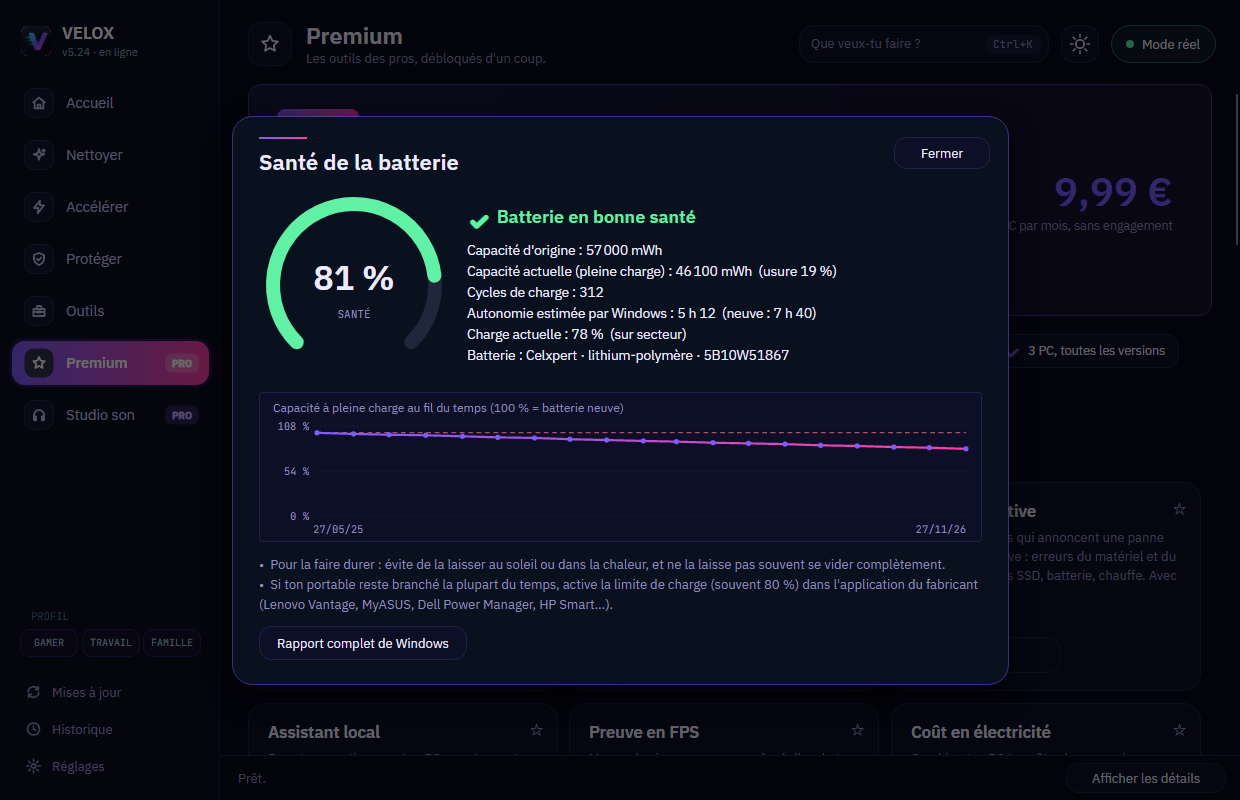 VELOX
v5.24 · en ligne
Accueil
Nettoyer
Accélérer
Protéger
Outils
Premium PRO
Studio son PRO
PROFIL
GAMER TRAVAIL FAMILLE
Mises à jour
Historique
Réglages
Premium
Les outils des pros, débloqués d'un coup.
Que veux-tu faire ? Ctrl+K
Mode réel
9,99 €
C par mois, sans engagement
3 PC, toutes les versions
Santé de la batterie
Fermer
81 %
SANTÉ
Batterie en bonne santé
Capacité d'origine : 57 000 mWh
Capacité actuelle (pleine charge) : 46 100 mWh (usure 19 %)
Cycles de charge : 312
Autonomie estimée par Windows : 5 h 12 (neuve : 7 h 40)
Charge actuelle : 78 % (sur secteur)
Batterie : Celxpert · lithium-polymère · 5B10W51867
Capacité à pleine charge au fil du temps (100 % = batterie neuve)
108 %
54 %
0 %
27/05/25 27/11/26
• Pour la faire durer : évite de la laisser au soleil ou dans la chaleur, et ne la laisse pas souvent se vider complètement.
• Si ton portable reste branché la plupart du temps, active la limite de charge (souvent 80 %) dans l'application du fabricant
(Lenovo Vantage, MyASUS, Dell Power Manager, HP Smart…).
Rapport complet de Windows
tive
s qui annoncent une panne
ve : erreurs du matériel et du
s SSD, batterie, chauffe. Avec
Assistant local
Preuve en FPS
Coût en électricité
Prêt.
Afficher les détails